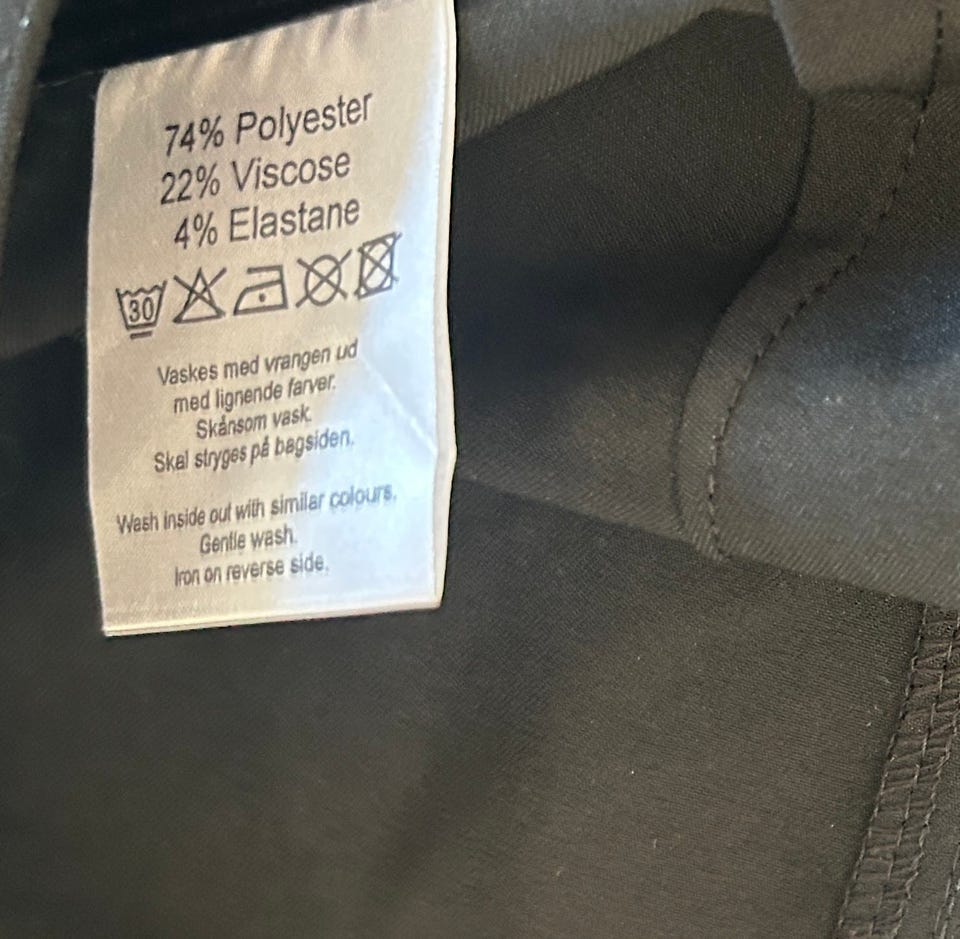 74% Polyester
22% Viscose
4% Elastane
30
Vaskes med vrangen ud
med lignende farver.
Skånsom vask.
Skal stryges på bagsiden.
Wash inside out with similar colours.
Gentle wash.
Iron on reverse side.